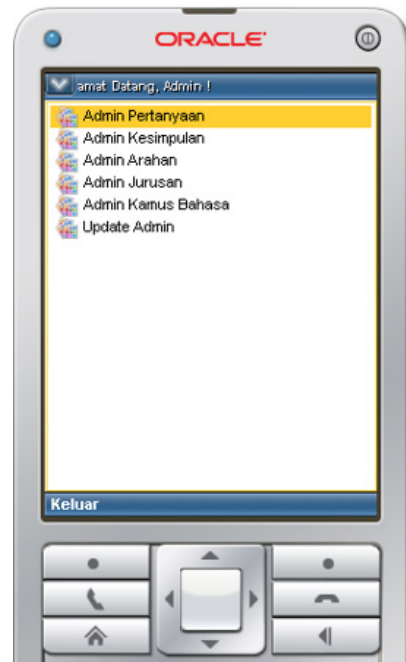 ORACLE
amat Datang, Admin !
Admin Pertanyaan
Admin Kesimpulan
Admin Arahan
Admin Jurusan
Admin Kamus Bahasa
Update Admin
Keluar